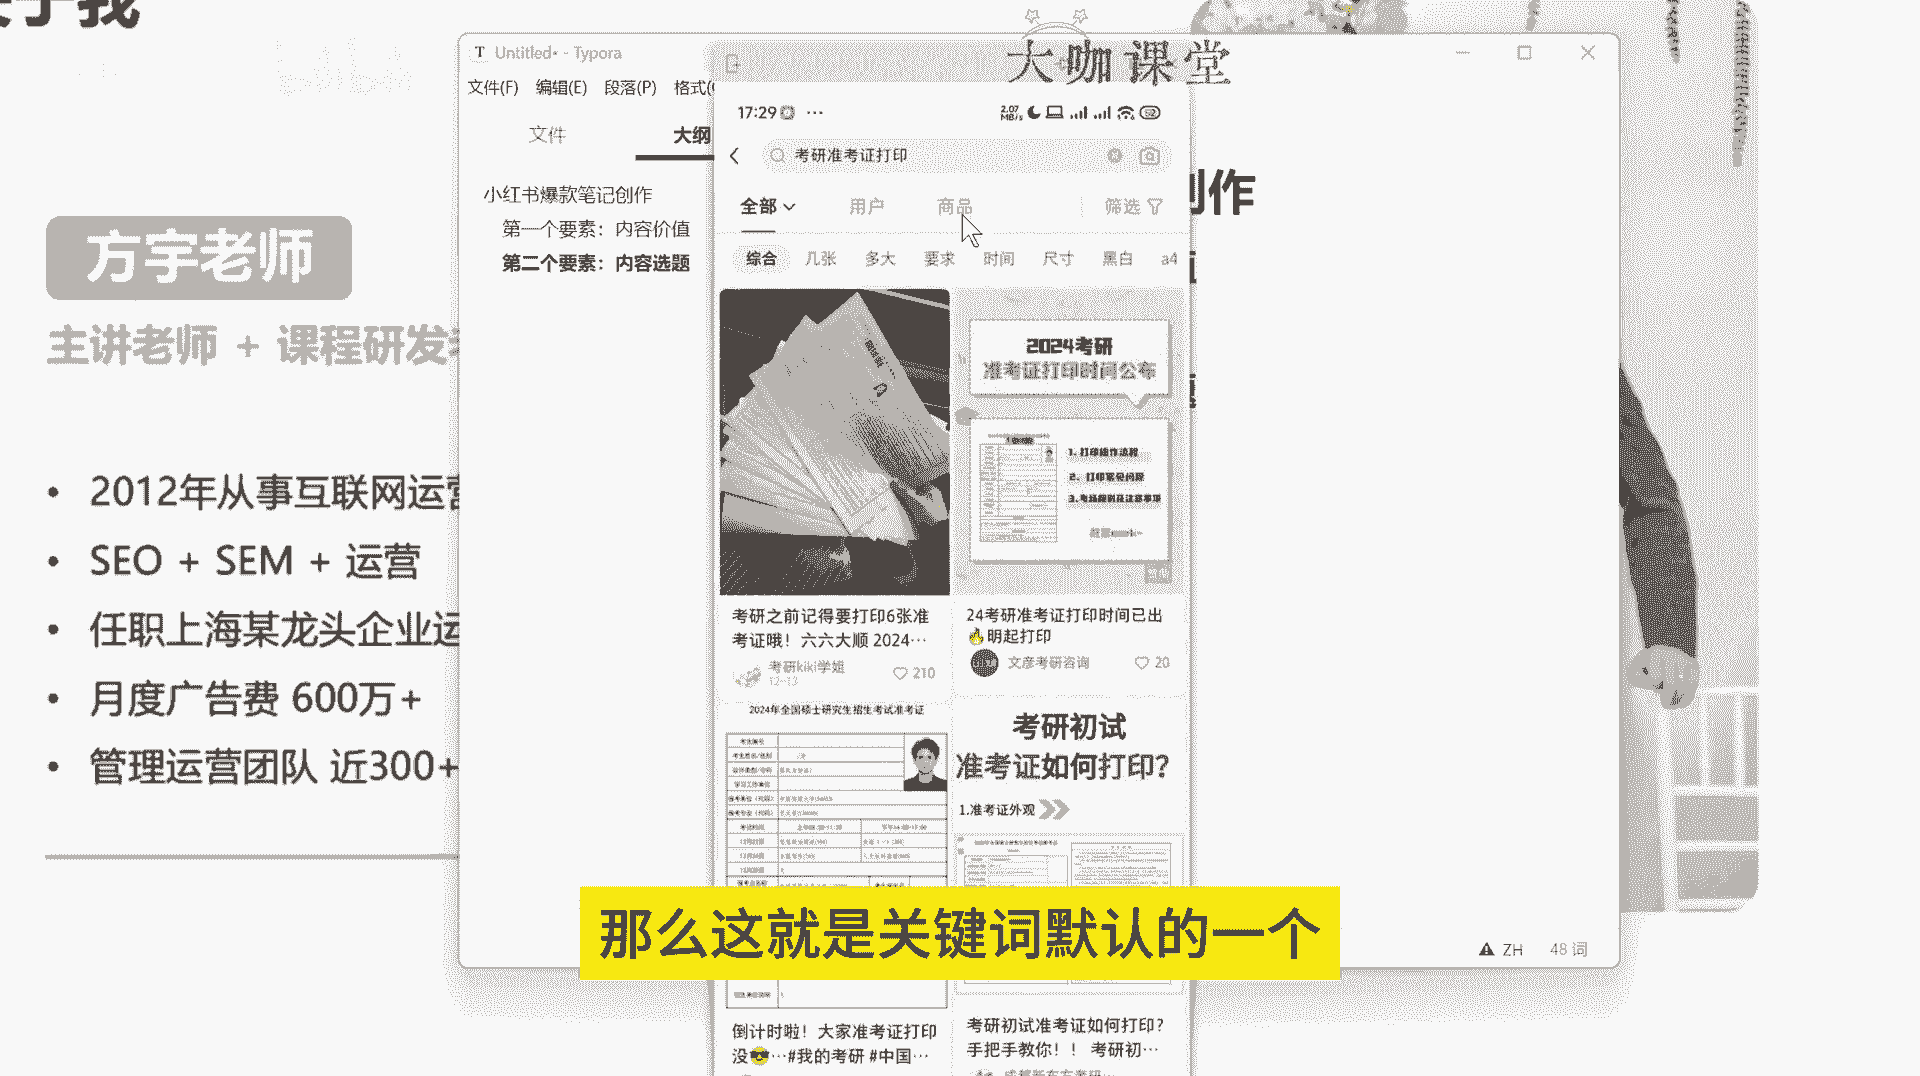 大咖课堂
Untitled• - Typora
文件(F) 编辑(E) 段落(P) 格式(
文件 大纲
小红书爆款笔记创作
第一个要素：内容价值
第二个要素：内容选题
方宇老师
主讲老师 + 课程研发
• 2012年从事互联网运营
• SEO + SEM + 运营
• 任职上海某龙头企业运
• 月度广告费 600万+
• 管理运营团队 近300+
17:29 ···
2.07 MB/s
考研准考证打印
全部 用户 商品 筛选
综合 几张 多大 要求 时间 尺寸 黑白 a4
2024考研
准考证打印时间公布
1. 打印操作流程
2. 打印常见问题
3.考场规则及注意事项
考研之前记得要打印6张准
考证哦！六六大顺 2024···
考研kiki学姐
12-13
210
24考研准考证打印时间已出
🔥明起打印
文彦考研咨询
20
2024年全国硕士研究生招生考试准考证
考研初试
准考证如何打印?
1.准考证外观
那么这就是关键词默认的一个
倒计时啦！大家准考证打印
没😎···#我的考研 #中国···
考研初试准考证如何打印?
手把手教你！！ 考研初···
创作
ZH 48 词